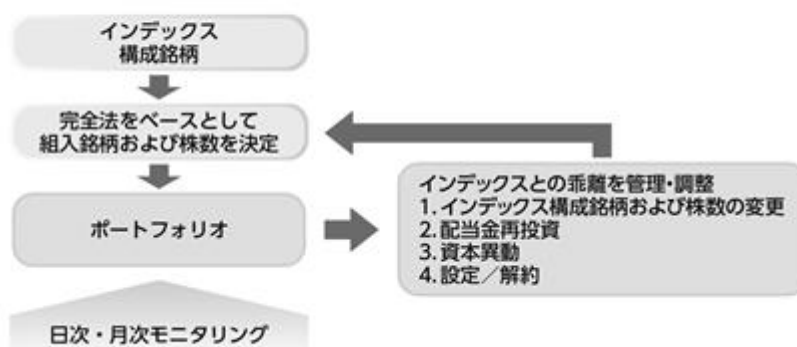 インデックス
構成銘柄
完全法をベースとして
組入銘柄および株数を決定
ポートフォリオ
インデックスとの乖離を管理・調整
1.インデックス構成銘柄および株数の変更
2.配当金再投資
3.資本異動
4.設定／解約
日次・月次モニタリング